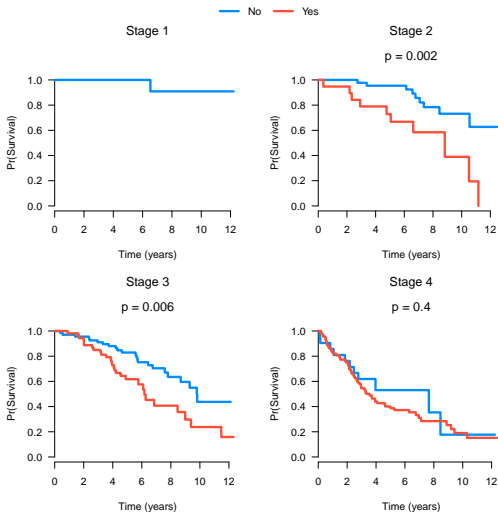 No Yes
Stage 1
1.0
0.8
0.6
0.4
0.2
0.0
Pr(Survival)
0 2 4 6 8 10 12
Time (years)
Stage 2
p = 0.002
1.0
0.8
0.6
0.4
0.2
0.0
Pr(Survival)
0 2 4 6 8 10 12
Time (years)
Stage 3
p = 0.006
1.0
0.8
0.6
0.4
0.2
0.0
Pr(Survival)
0 2 4 6 8 10 12
Time (years)
Stage 4
p = 0.4
1.0
0.8
0.6
0.4
0.2
0.0
Pr(Survival)
0 2 4 6 8 10 12
Time (years)